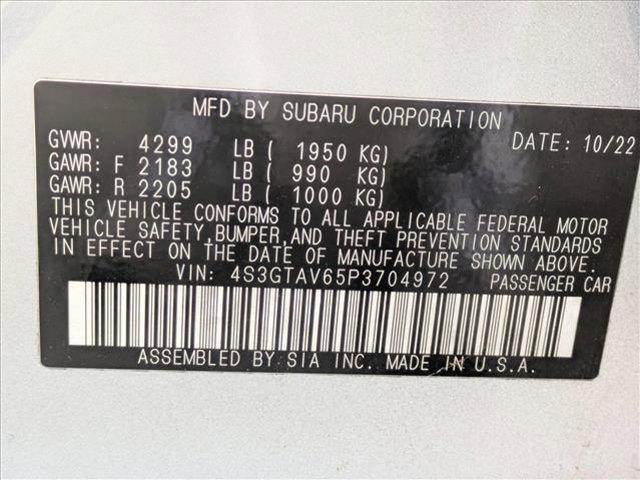 MFD BY SUBARU CORPORATION
DATE: 10/22
GVWR: 4299 LB ( 1950 KG)
GAWR: F 2183 LB ( 990 KG)
GAWR: R 2205 LB ( 1000 KG)
THIS VEHICLE CONFORMS TO ALL APPLICABLE FEDERAL MOTOR
VEHICLE SAFETY, BUMPER, AND THEFT PREVENTION STANDARDS
IN EFFECT ON THE DATE OF MANUFACTURE SHOWN ABOVE.
VIN: 4S3GTAV65P3704972 PASSENGER CAR
ASSEMBLED BY SIA INC. MADE IN U.S.A.